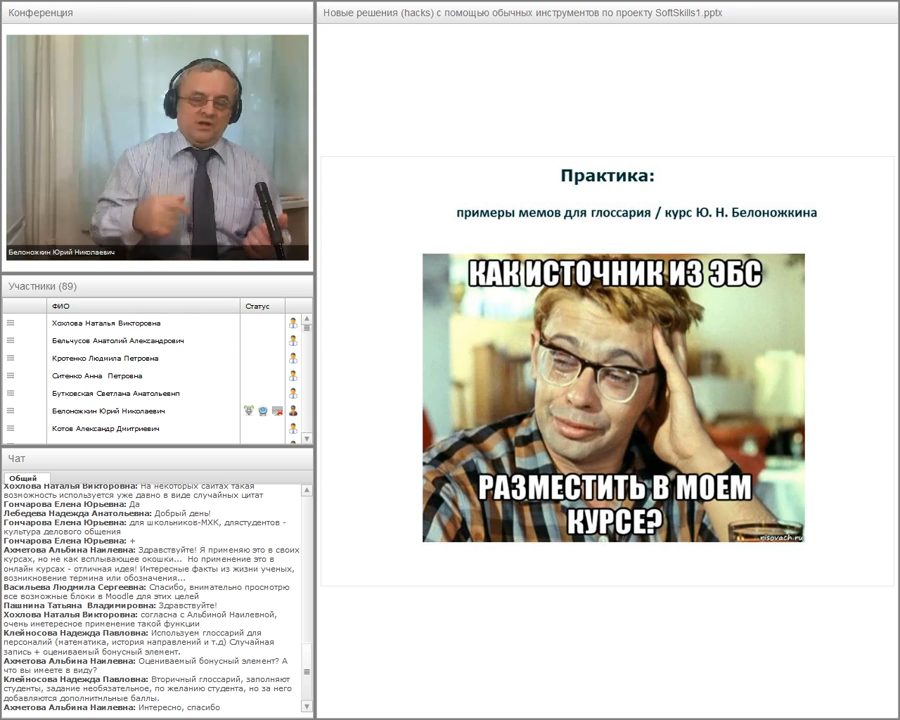 Конференция
Белоножкин Юрий Николаевич
Участники (89)
ФИО
Статус
Хохлова Наталья Викторовна
Бельчусов Анатолий Александрович
Кротенко Людмила Петровна
Ситенко Анна Петровна
Бутковская Светлана Анатольевнп
Белоножкин Юрий Николаевич
Котов Александр Дмитриевич
Чат
Общий
Хохлова Наталья Викторовна: На некоторых сайтах такая
возможность используется уже давно в виде случайных цитат
Гончарова Елена Юрьевна: Да
Лебедева Надежда Анатольевна: Добрый день!
Гончарова Елена Юрьевна: для школьников-МХК, длястудентов -
культура делового общения
Гончарова Елена Юрьевна: +
Ахметова Альбина Наилевна: Здравствуйте! Я применяю это в своих
курсах, но не как всплывающее окошки... Но применение это в
онлайн курсах - отличная идея! Интересные факты из жизни ученых,
возникновение термина или обозначения...
Васильева Людмила Сергеевна: Спасибо, внимательно просмотрю
все возможные блоки в Moodle для этих целей
Пашнина Татьяна Владимировна: Здравствуйте!
Хохлова Наталья Викторовна: согласна с Альбиной Наилевной,
очень инетересное применение такой функции
Клейносова Надежда Павловна: Используем глоссарий для
персоналий (математика, история направлений и т.д) Случайная
запись + оцениваемый бонусный элемент.
Ахметова Альбина Наилевна: Оцениваемый бонусный элемент? А
что вы имеете в виду?
Клейносова Надежда Павловна: Вторичный глоссарий, заполняют
студенты, задание необязательное, по желанию студента, но за него
добавляются дополнитнльные баллы.
Ахметова Альбина Наилевна: Интересно, спасибо
Новые решения (hacks) с помощью обычных инструментов по проекту SoftSkills1.pptx
Практика:
примеры мемов для глоссария / курс Ю. Н. Белоножкина
КАК ИСТОЧНИК ИЗ ЭБС
РАЗМЕСТИТЬ В МОЕМ
КУРСЕ?
risovach.ru